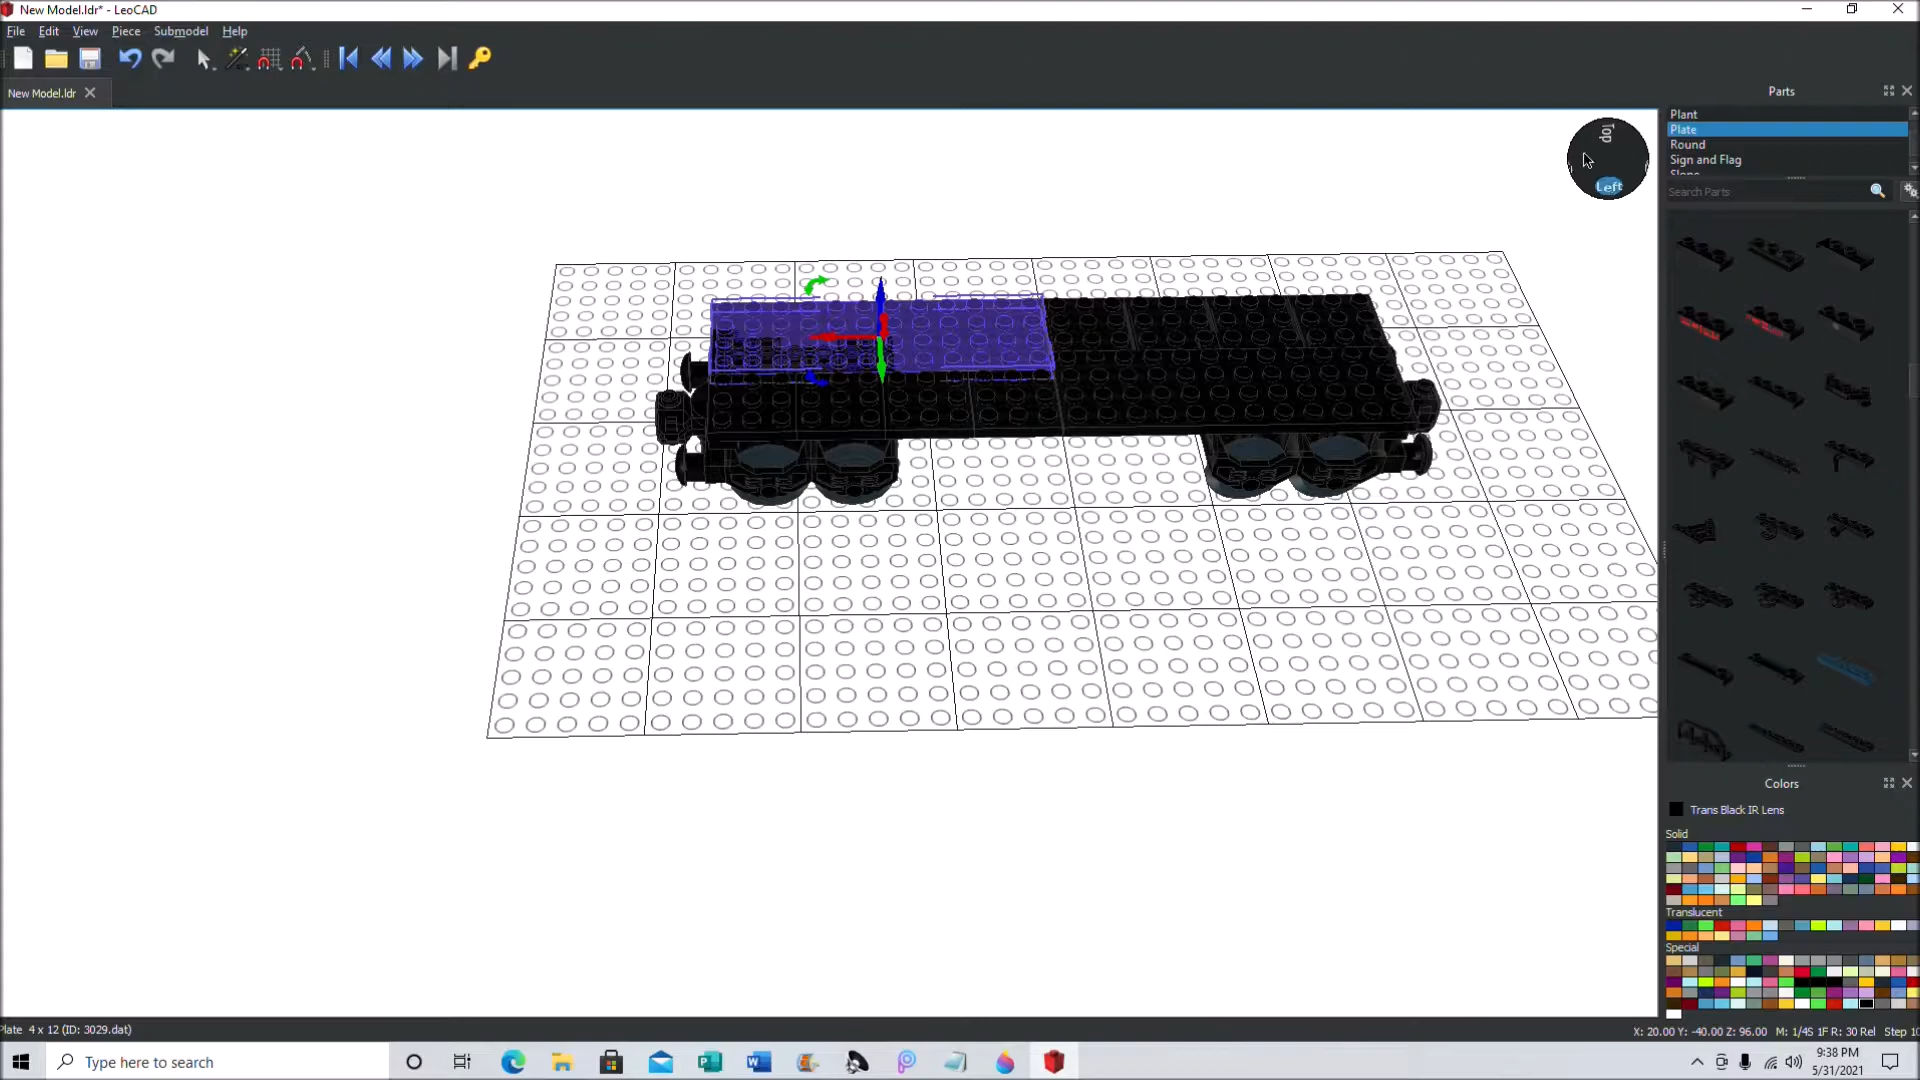 New Model.ldr* - LeoCAD
File Edit View Piece Submodel Help
New Model.ldr
Parts
Plant
Plate
Round
Sign and Flag
Search Parts
Top
Left
Colors
Trans Black IR Lens
Solid
Translucent
Special
Plate 4 x 12 (ID: 3029.dat)
X: 20.00 Y: -40.00 Z: 96.00 M: 1/4S 1F R: 30 Rel
Type here to search
9:38 PM
5/31/2021